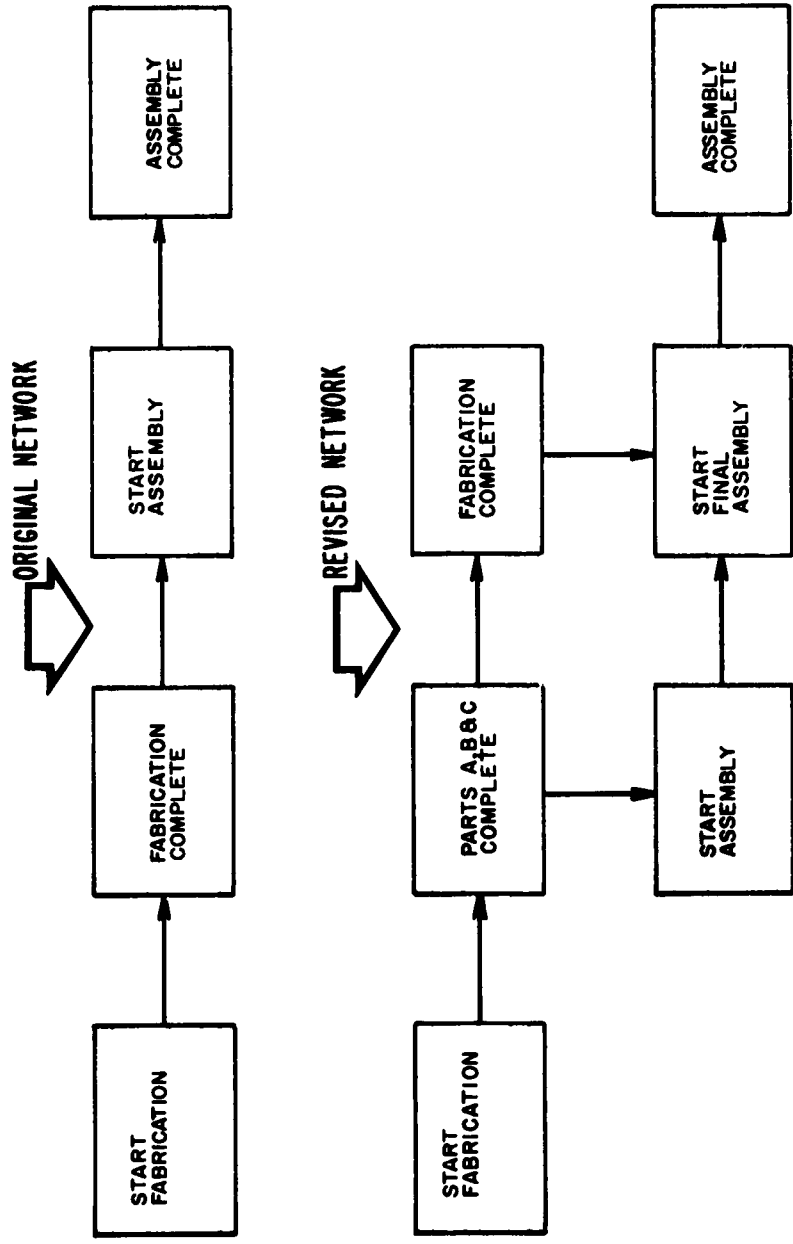 ORIGINAL NETWORK
START
FABRICATION
FABRICATION
COMPLETE
START
ASSEMBLY
ASSEMBLY
COMPLETE
REVISED NETWORK
START
FABRICATION
PARTS A,B & C
COMPLETE
FABRICATION
COMPLETE
START
ASSEMBLY
START
FINAL
ASSEMBLY
ASSEMBLY
COMPLETE